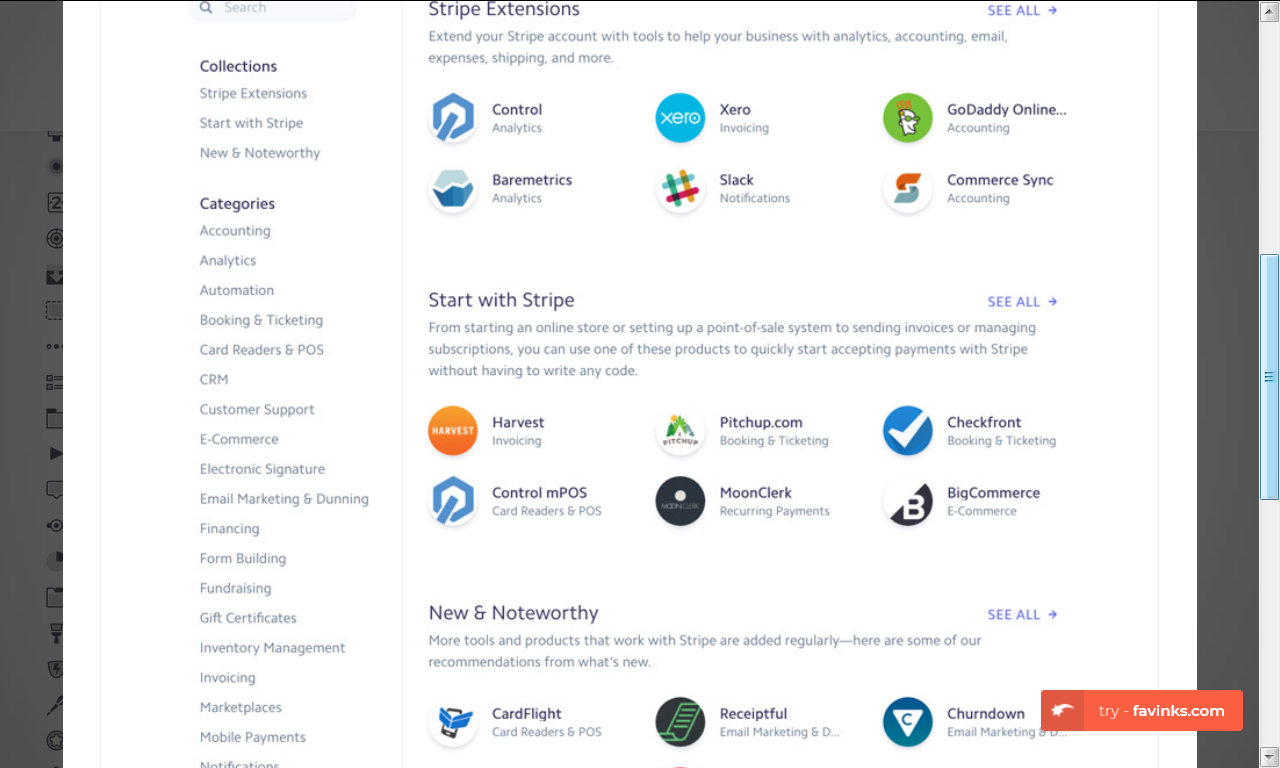 Search
Collections
Stripe Extensions
Start with Stripe
New & Noteworthy
Categories
Accounting
Analytics
Automation
Booking & Ticketing
Card Readers & POS
CRM
Customer Support
E-Commerce
Electronic Signature
Email Marketing & Dunning
Financing
Form Building
Fundraising
Gift Certificates
Inventory Management
Invoicing
Marketplaces
Mobile Payments
Notifications
Stripe Extensions
SEE ALL →
Extend your Stripe account with tools to help your business with analytics, accounting, email,
expenses, shipping, and more.
Control
Analytics
xero
Xero
Invoicing
GoDaddy Online...
Accounting
Baremetrics
Analytics
Slack
Notifications
Commerce Sync
Accounting
Start with Stripe
SEE ALL →
From starting an online store or setting up a point-of-sale system to sending invoices or managing
subscriptions, you can use one of these products to quickly start accepting payments with Stripe
without having to write any code.
HARVEST
Harvest
Invoicing
PITCHUP
Pitchup.com
Booking & Ticketing
Checkfront
Booking & Ticketing
Control mPOS
Card Readers & POS
MOONCLERK
MoonClerk
Recurring Payments
B
BigCommerce
E-Commerce
New & Noteworthy
SEE ALL →
More tools and products that work with Stripe are added regularly—here are some of our
recommendations from what's new.
CardFlight
Card Readers & POS
Receiptful
Email Marketing & D...
C
Churndown
Email Marketing & D...
try - favinks.com